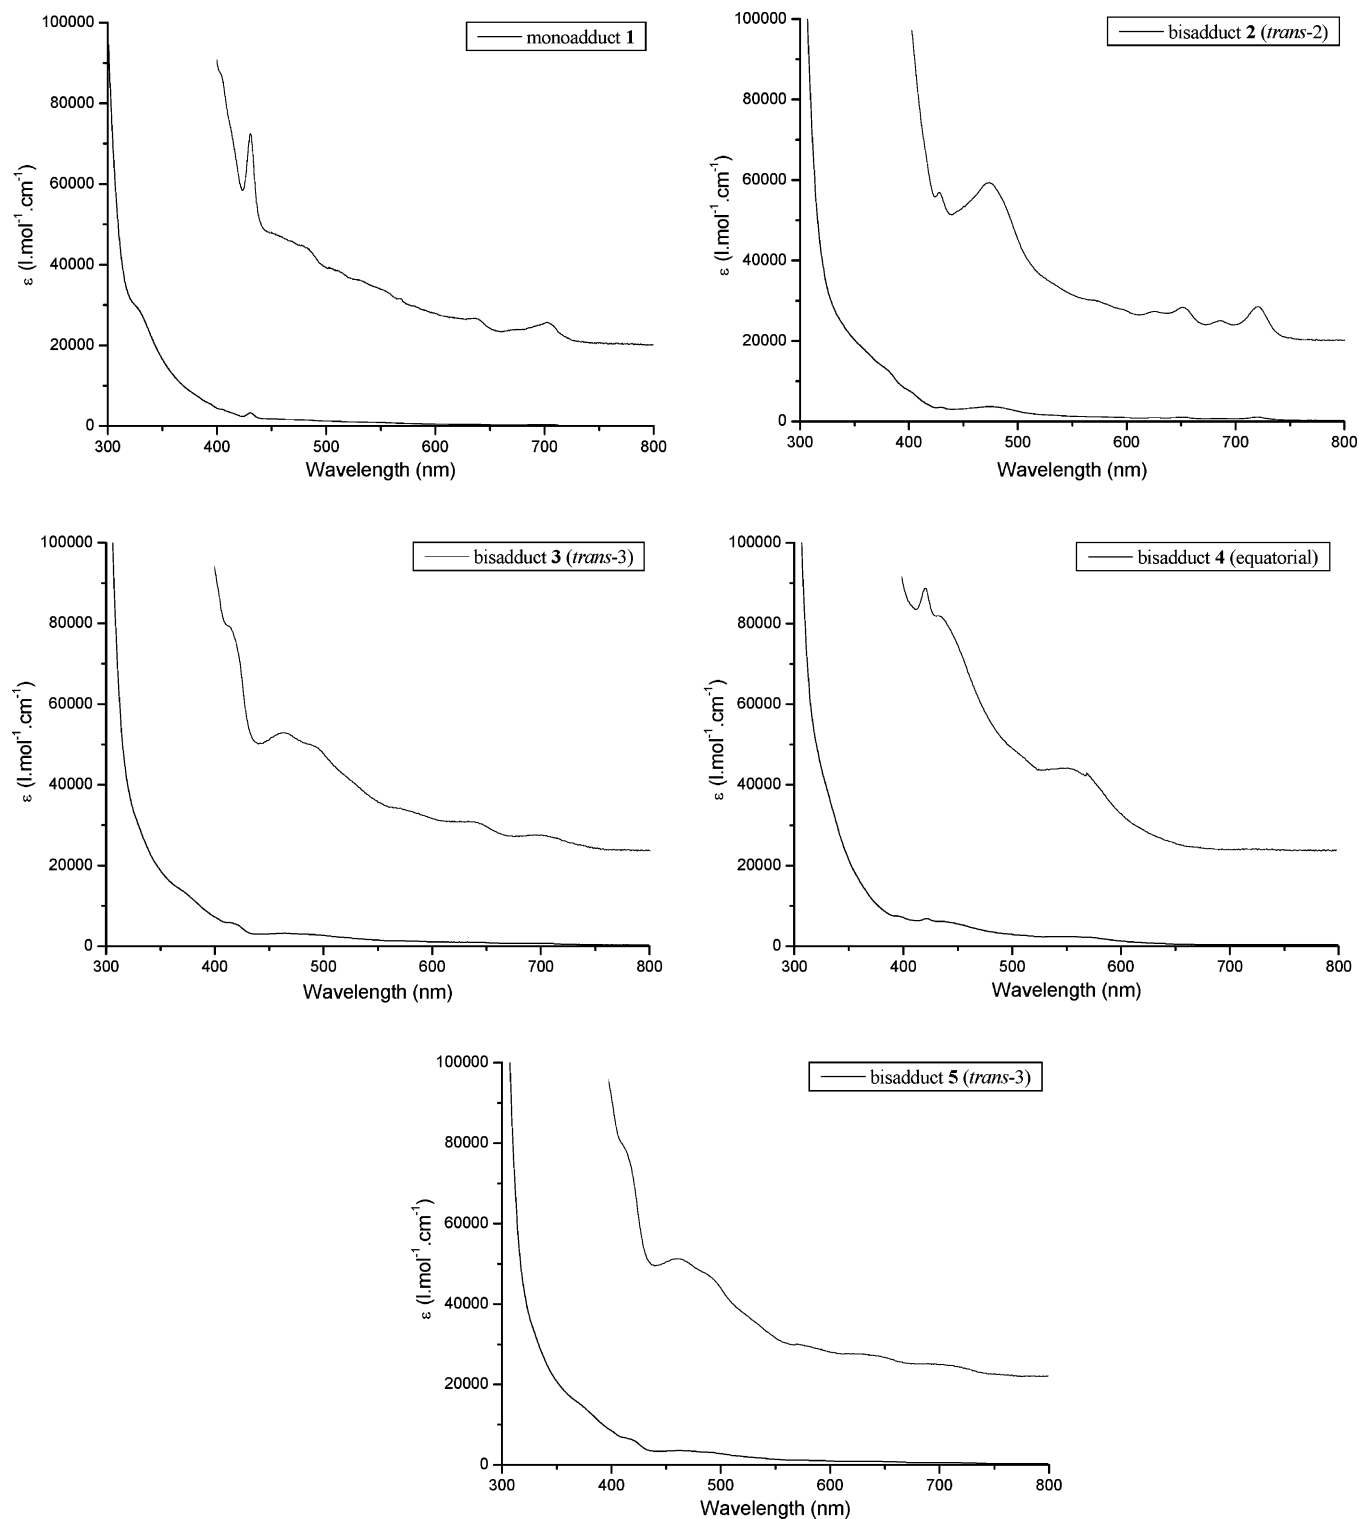 monoadduct 1
100000
80000
60000
40000
20000
0
ε (l.mol-1.cm-1)
300 400 500 600 700 800
Wavelength (nm)
bisadduct 2 (trans-2)
100000
80000
60000
40000
20000
0
ε (l.mol-1.cm-1)
300 400 500 600 700 800
Wavelength (nm)
bisadduct 3 (trans-3)
100000
80000
60000
40000
20000
0
ε (l.mol-1.cm-1)
300 400 500 600 700 800
Wavelength (nm)
bisadduct 4 (equatorial)
100000
80000
60000
40000
20000
0
ε (l.mol-1.cm-1)
300 400 500 600 700 800
Wavelength (nm)
bisadduct 5 (trans-3)
100000
80000
60000
40000
20000
0
ε (l.mol-1.cm-1)
300 400 500 600 700 800
Wavelength (nm)